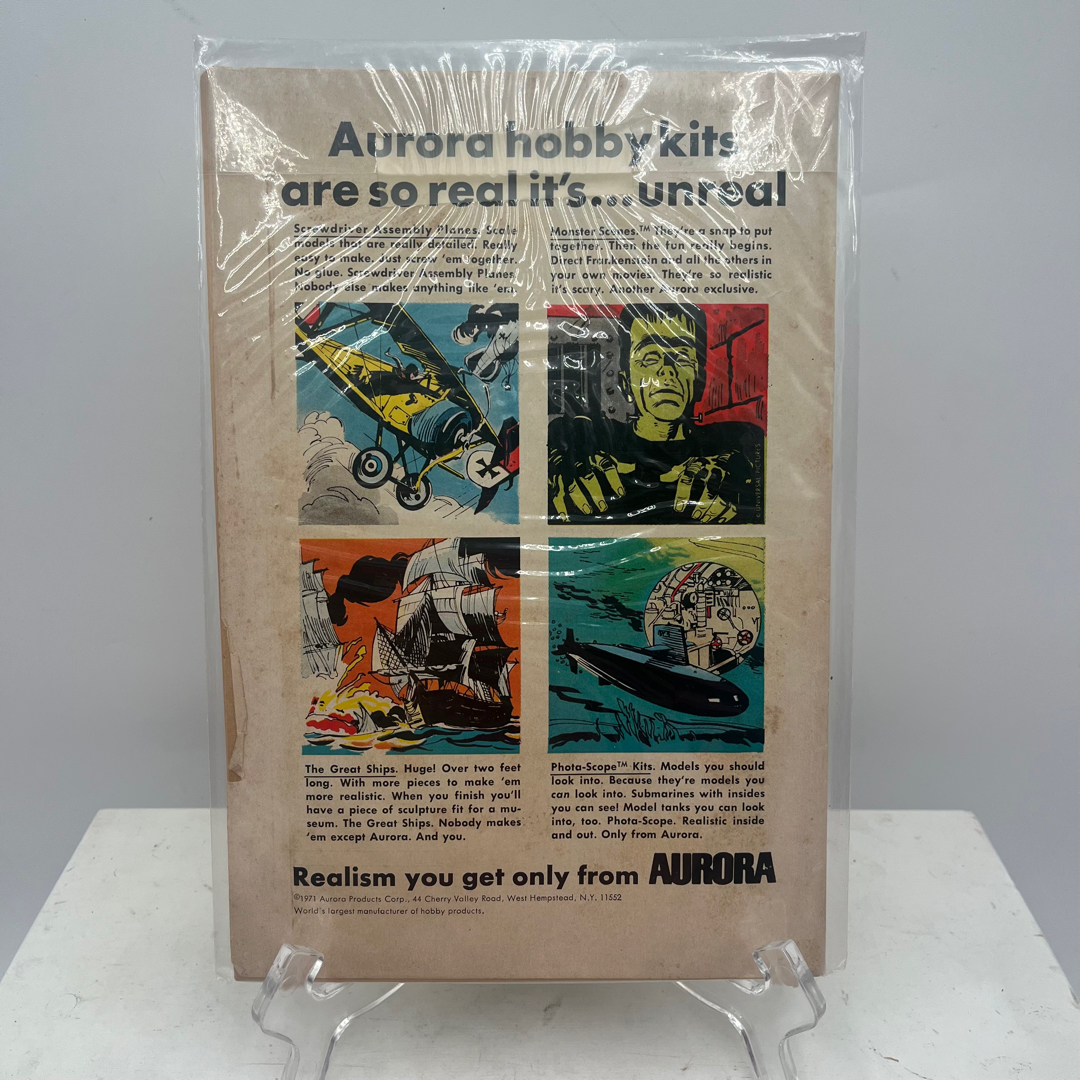 Aurora hobby kits
are so real it's...unreal
Screwdriver Assembly Planes. Scale
models that are really detailed. Really
easy to make. Just screw 'em together.
No glue. Screwdriver Assembly Planes.
Nobody else makes anything like 'em.
Monster Scenes.™ They're a snap to put
together. Then the fun really begins.
Direct Frankenstein and all the others in
your own movies. They're so realistic
it's scary. Another Aurora exclusive.
© UNIVERSAL PICTURES
The Great Ships. Huge! Over two feet
long. With more pieces to make 'em
more realistic. When you finish you'll
have a piece of sculpture fit for a mu-
seum. The Great Ships. Nobody makes
'em except Aurora. And you.
Phota-Scope™ Kits. Models you should
look into. Because they're models you
can look into. Submarines with insides
you can see! Model tanks you can look
into, too. Phota-Scope. Realistic inside
and out. Only from Aurora.
Realism you get only from AURORA
©1971 Aurora Products Corp., 44 Cherry Valley Road, West Hempstead, N.Y. 11552
World's largest manufacturer of hobby products.